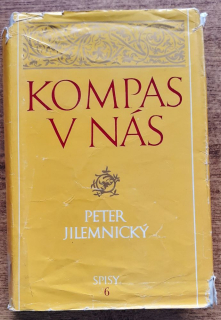 KOMPAS
V NÁS
PETER
JILEMNICKÝ
SPISY
6